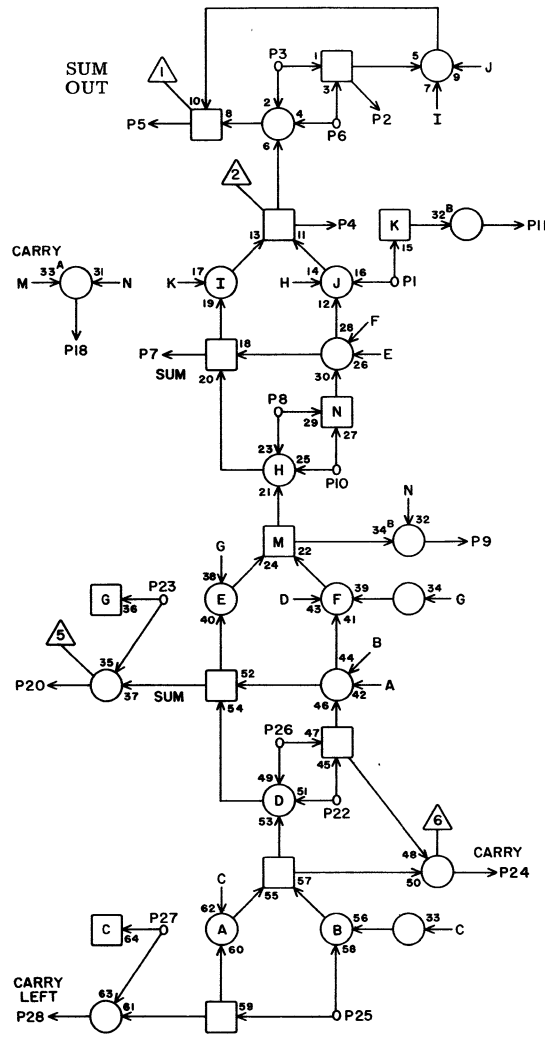 1
5
P3
J
SUM
OUT
1
9
7
10
2
4
3
P2
I
P5
8
P6
6
2
13
11
P4
K
32 B
P11
15
CARRY
33 A
31
M
N
K
17
I
19
H
14
J
16
12
P1
P18
28
F
P7
18
E
SUM
20
30
26
P8
29
N
27
23
H
25
P10
21
N
M
34 B
32
P9
24
22
G
38
E
40
D
43
F
39
41
34
G
G
36
P23
5
B
35
52
44
A
P20
37
SUM
54
46
42
P26
47
45
49
D
51
P22
53
6
48
CARRY
55
57
50
P24
C
62
A
60
B
56
58
33
C
C
64
P27
CARRY
LEFT
63
P28
61
59
P25